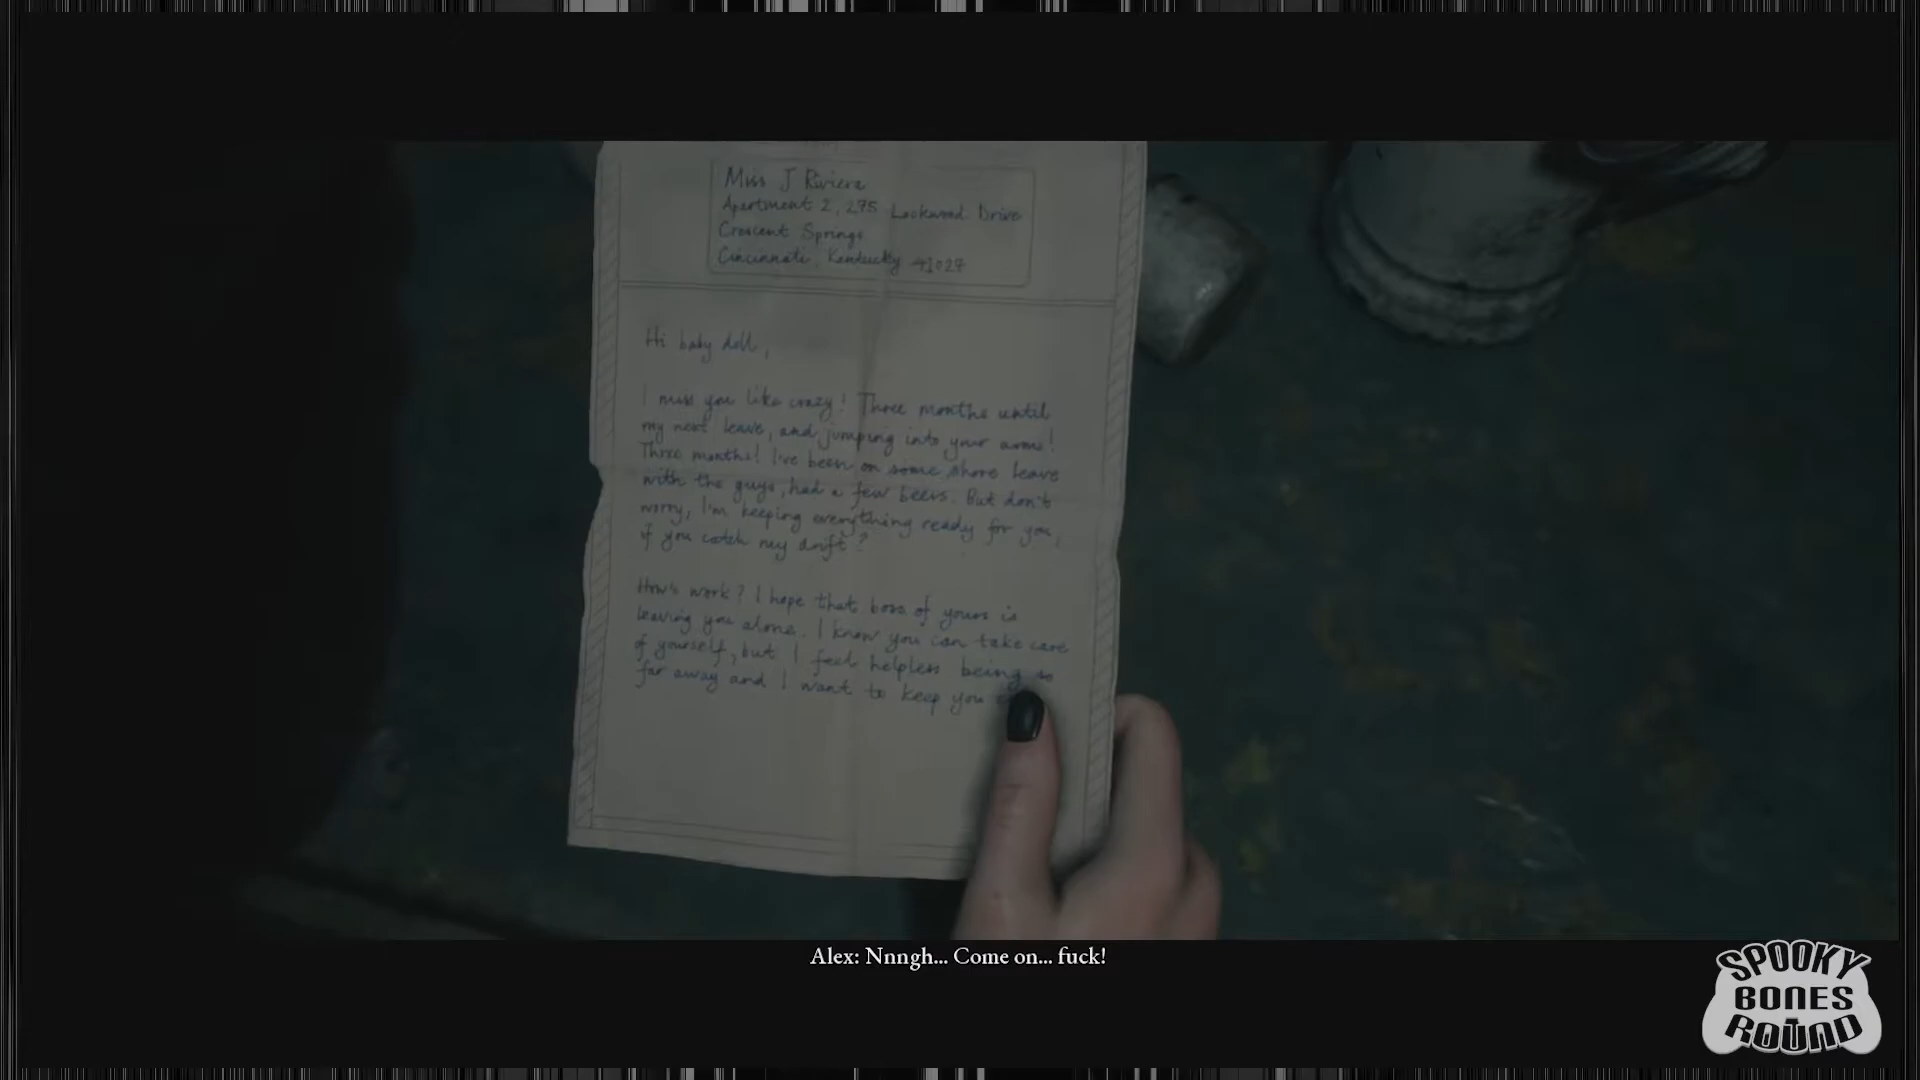 Miss J Riviera
Apartment 2, 275 Lockwood Drive
Crescent Springs
Cincinnati Kentucky 41027
Hi baby doll,
I miss you like crazy! Three months until
my next leave, and jumping into your arms!
Three months! I've been on some shore leave
with the guys, had a few beers. But don't
worry, I'm keeping everything ready for you,
if you catch my drift?
How's work? I hope that boss of yours is
leaving you alone. I know you can take care
of yourself, but I feel helpless being so
far away and I want to keep you
Alex: Nnngh... Come on... fuck!
SPOOKY
BONES
ROUND